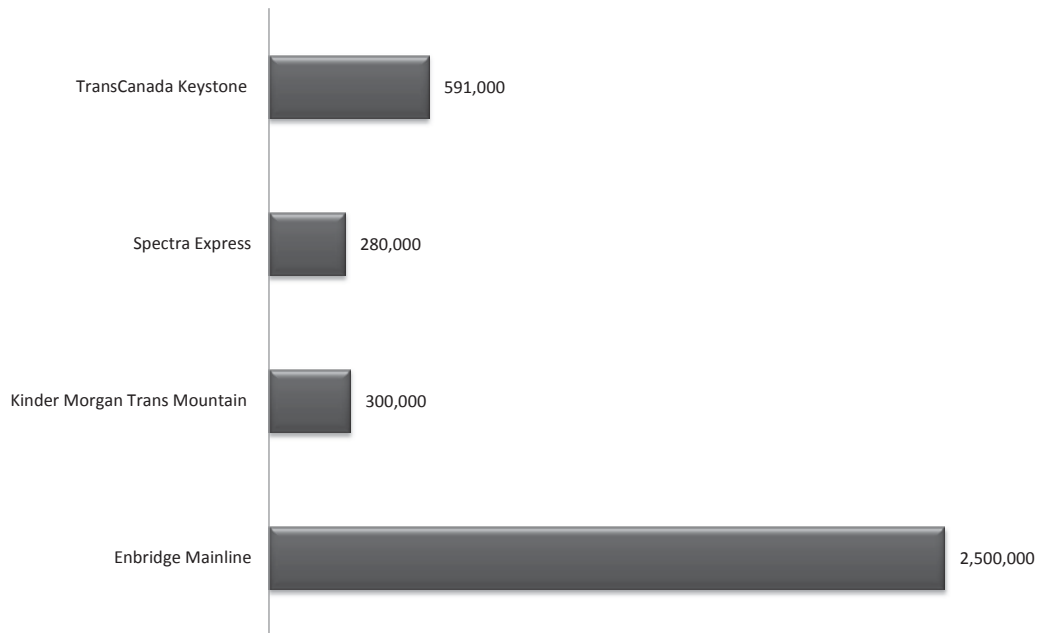 TransCanada Keystone
591,000
Spectra Express
280,000
Kinder Morgan Trans Mountain
300,000
Enbridge Mainline
2,500,000